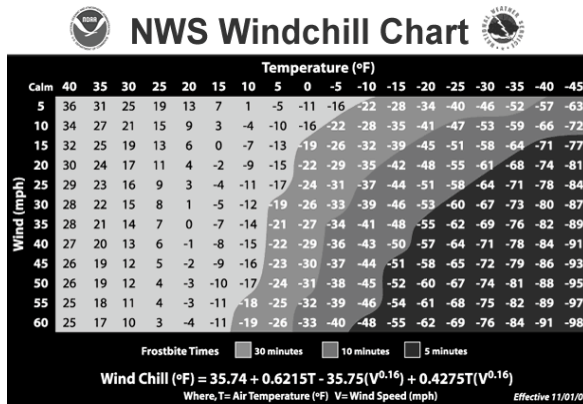 NOAA
NWS Windchill Chart
Temperature (ºF)
Calm 40 35 30 25 20 15 10 5 0 -5 -10 -15 -20 -25 -30 -35 -40 -45
5 36 31 25 19 13 7 1 -5 -11 -16 -22 -28 -34 -40 -46 -52 -57 -63
10 34 27 21 15 9 3 -4 -10 -16 -22 -28 -35 -41 -47 -53 -59 -66 -72
15 32 25 19 13 6 0 -7 -13 -19 -26 -32 -39 -45 -51 -58 -64 -71 -77
20 30 24 17 11 4 -2 -9 -15 -22 -29 -35 -42 -48 -55 -61 -68 -74 -81
25 29 23 16 9 3 -4 -11 -17 -24 -31 -37 -44 -51 -58 -64 -71 -78 -84
30 28 22 15 8 1 -5 -12 -19 -26 -33 -39 -46 -53 -60 -67 -73 -80 -87
35 28 21 14 7 0 -7 -14 -21 -27 -34 -41 -48 -55 -62 -69 -76 -82 -89
40 27 20 13 6 -1 -8 -15 -22 -29 -36 -43 -50 -57 -64 -71 -78 -84 -91
45 26 19 12 5 -2 -9 -16 -23 -30 -37 -44 -51 -58 -65 -72 -79 -86 -93
50 26 19 12 4 -3 -10 -17 -24 -31 -38 -45 -52 -60 -67 -74 -81 -88 -95
55 25 18 11 4 -3 -11 -18 -25 -32 -39 -46 -54 -61 -68 -75 -82 -89 -97
60 25 17 10 3 -4 -11 -19 -26 -33 -40 -48 -55 -62 -69 -76 -84 -91 -98
Wind (mph)
Frostbite Times 30 minutes 10 minutes 5 minutes
Wind Chill (ºF) = 35.74 + 0.6215T - 35.75(V0.16) + 0.4275T(V0.16)
Where, T= Air Temperature (ºF) V= Wind Speed (mph)
Effective 11/01/0